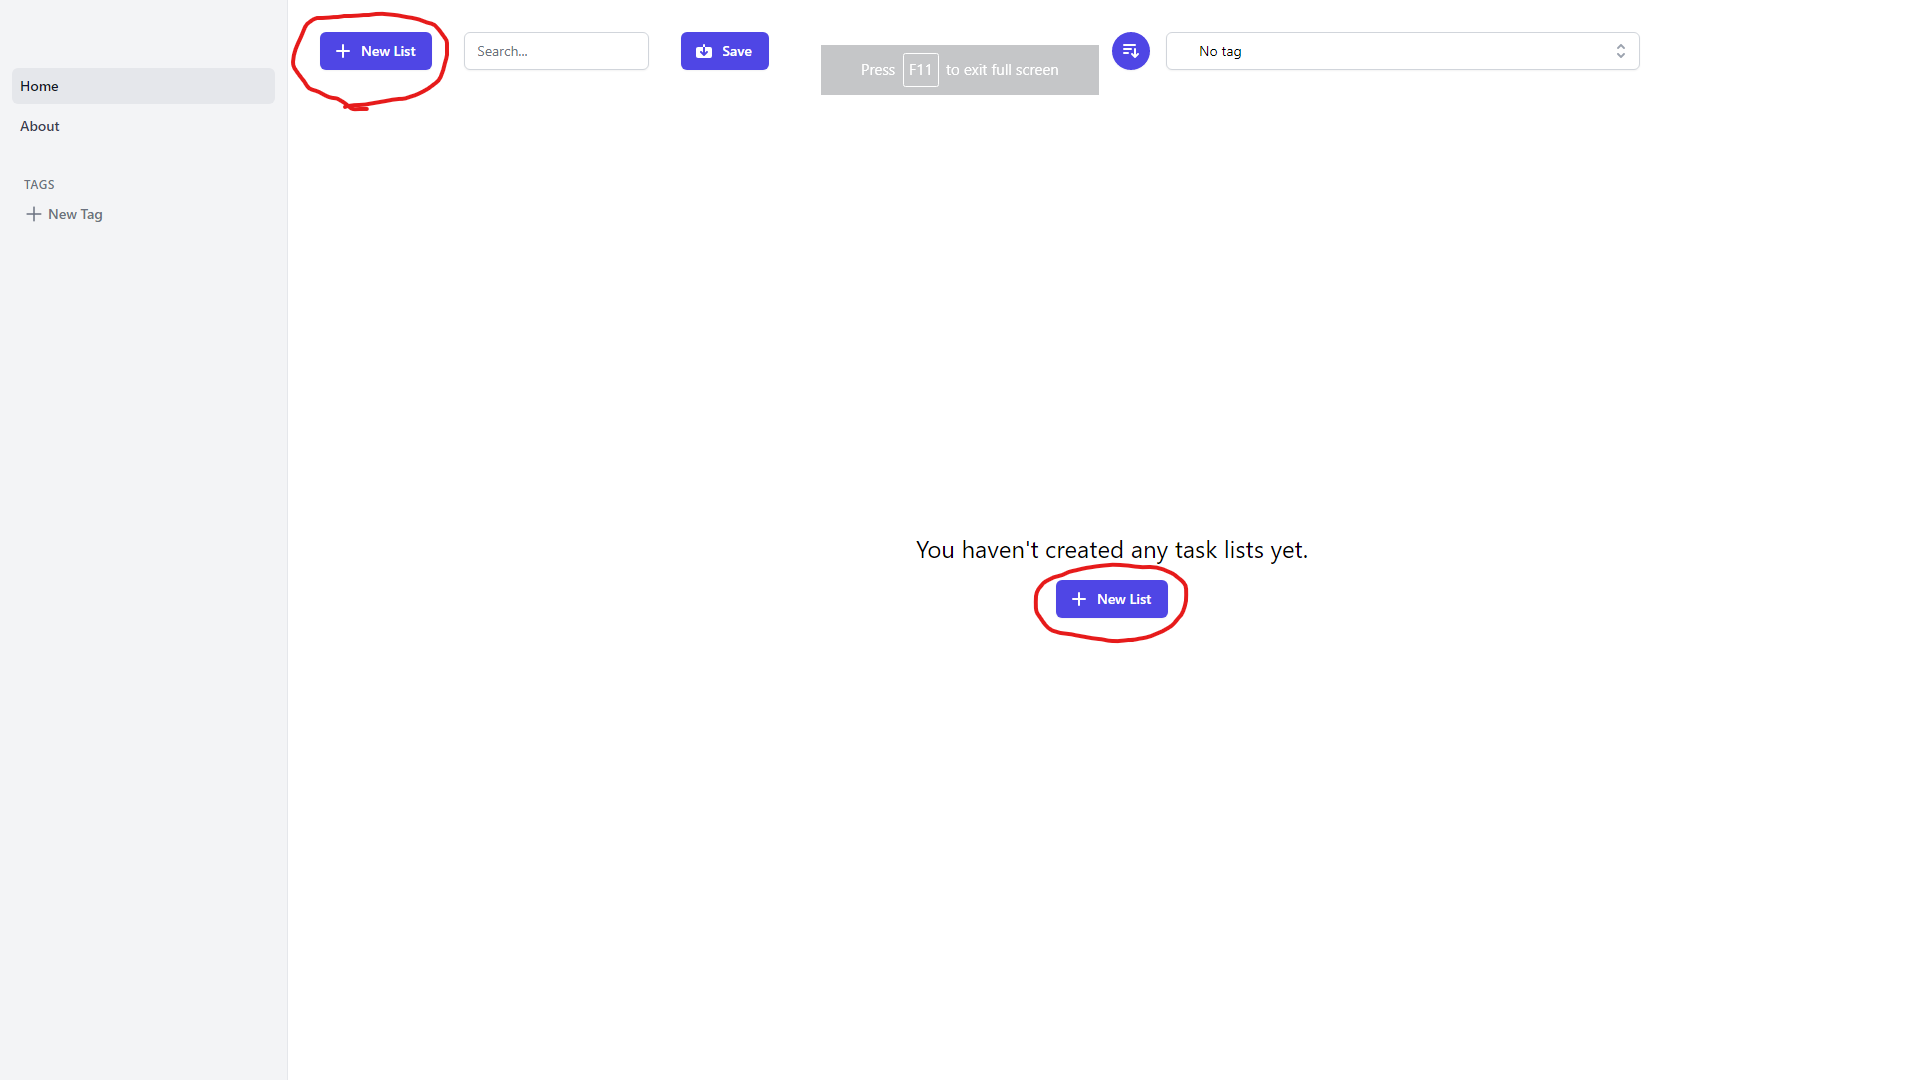 New List
Search...
Save
Press F11 to exit full screen
No tag
Home
About
TAGS
New Tag
You haven't created any task lists yet.
New List